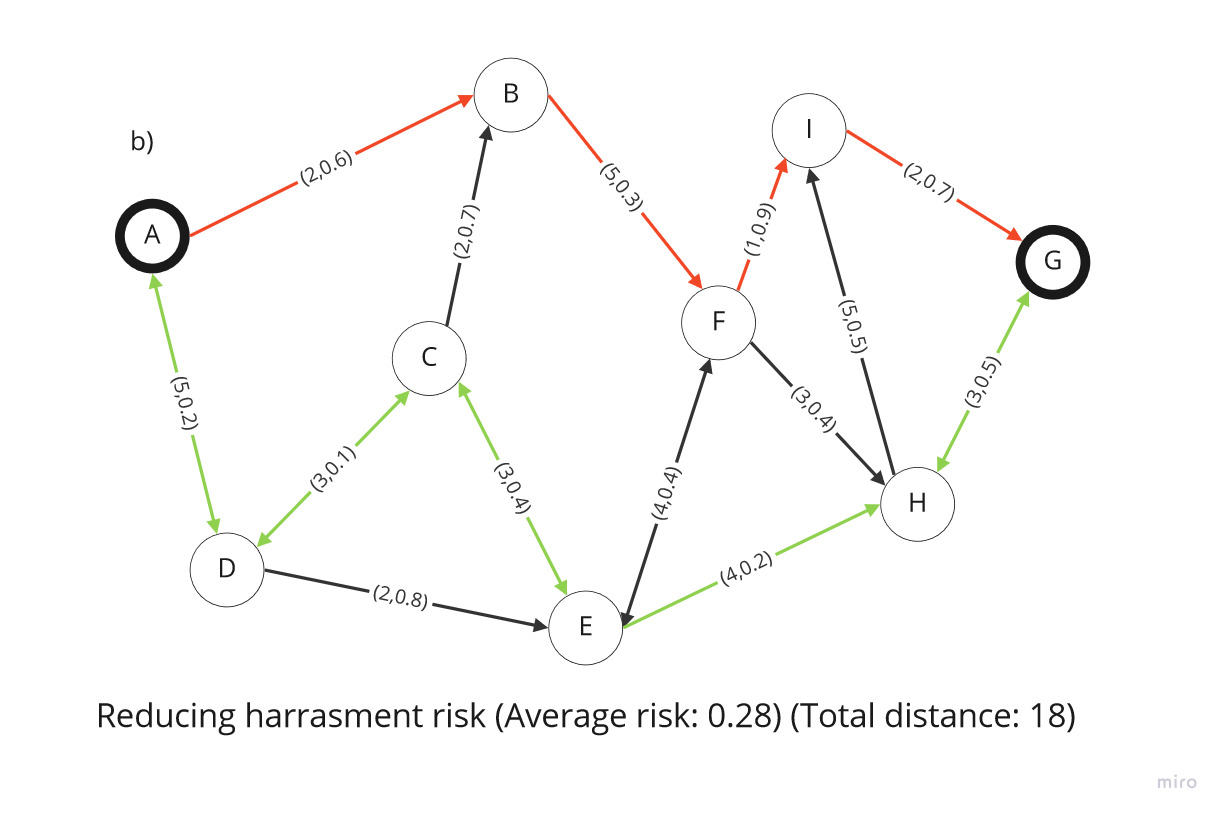 B
I
b)
(2,0.6)
(5,0.3)
(2,0.7)
A
(2,0.7)
(1,0.9)
G
F
C
(5,0.5)
(5,0.2)
(3,0.5)
(3,0.4)
(3,0.1)
(3,0.4)
(4,0.4)
H
D
(4,0.2)
(2,0.8)
E
Reducing harrasment risk (Average risk: 0.28) (Total distance: 18)
miro